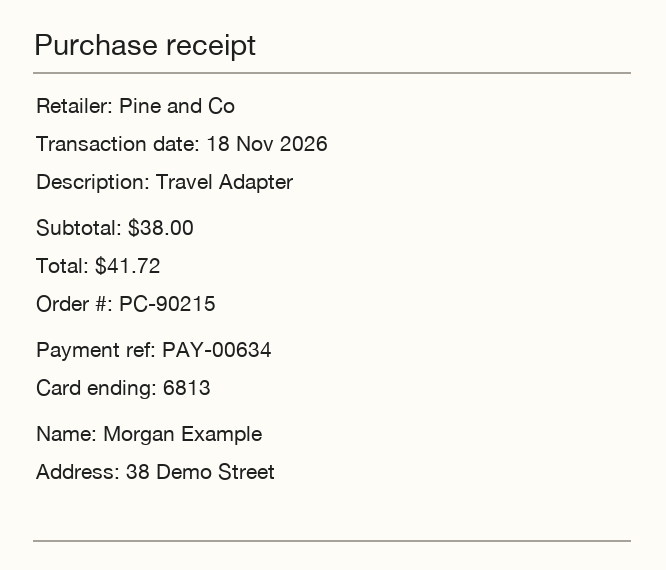 Purchase receipt
Retailer: Pine and Co
Transaction date: 18 Nov 2026
Description: Travel Adapter
Subtotal: $38.00
Total: $41.72
Order #: PC-90215
Payment ref: PAY-00634
Card ending: 6813
Name: Morgan Example
Address: 38 Demo Street